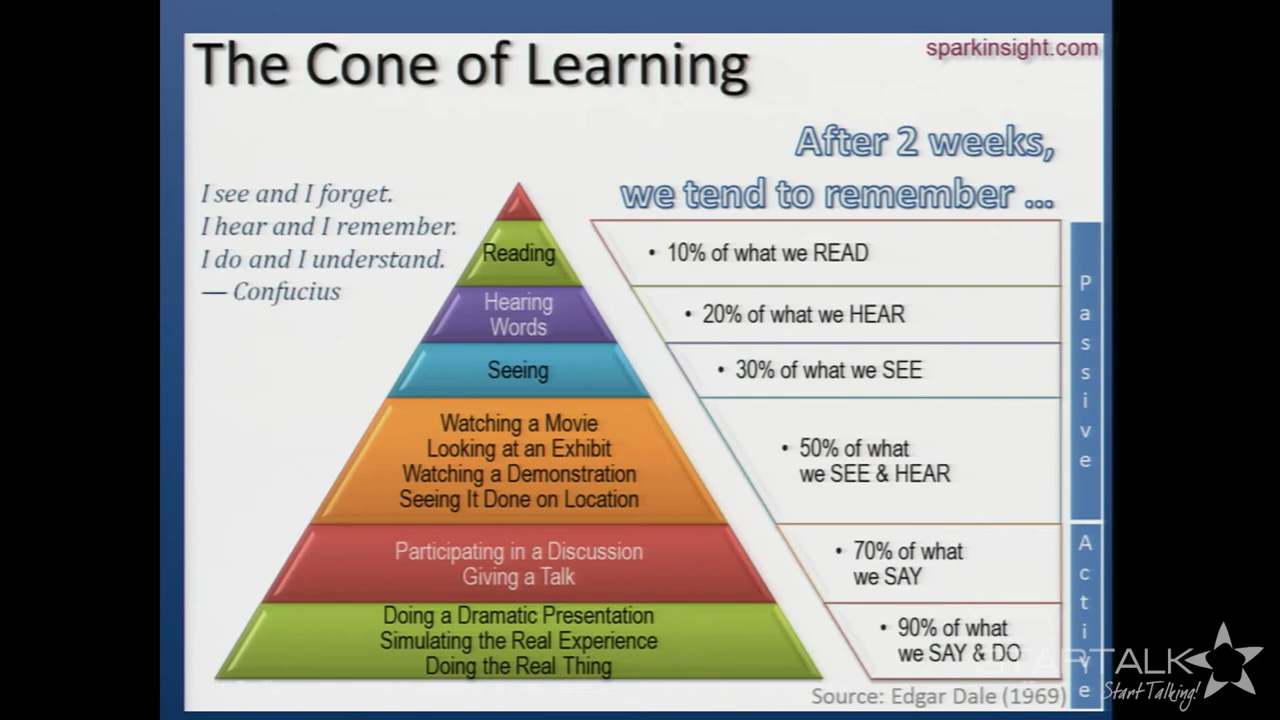 The Cone of Learning
sparkinsight.com
After 2 weeks,
we tend to remember ...
I see and I forget.
I hear and I remember.
I do and I understand.
— Confucius
Reading
• 10% of what we READ
Hearing
Words
• 20% of what we HEAR
Seeing
• 30% of what we SEE
Watching a Movie
Looking at an Exhibit
Watching a Demonstration
Seeing It Done on Location
• 50% of what
we SEE & HEAR
Passive
Participating in a Discussion
Giving a Talk
• 70% of what
we SAY
Doing a Dramatic Presentation
Simulating the Real Experience
Doing the Real Thing
• 90% of what
we SAY & DO
Active
Source: Edgar Dale (1969)
STARTALK
Start Talking!